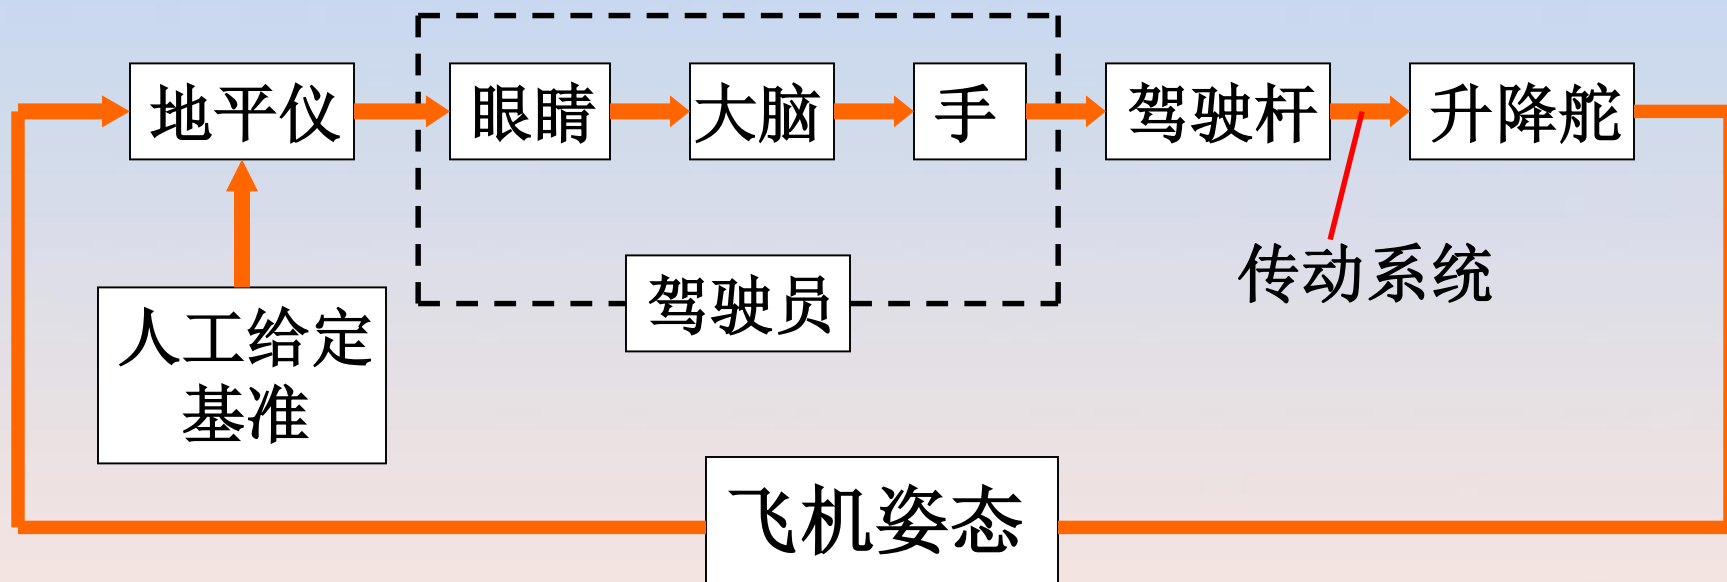 地平仪
眼睛
大脑
手
驾驶杆
升降舵
传动系统
驾驶员
人工给定
基准
飞机姿态